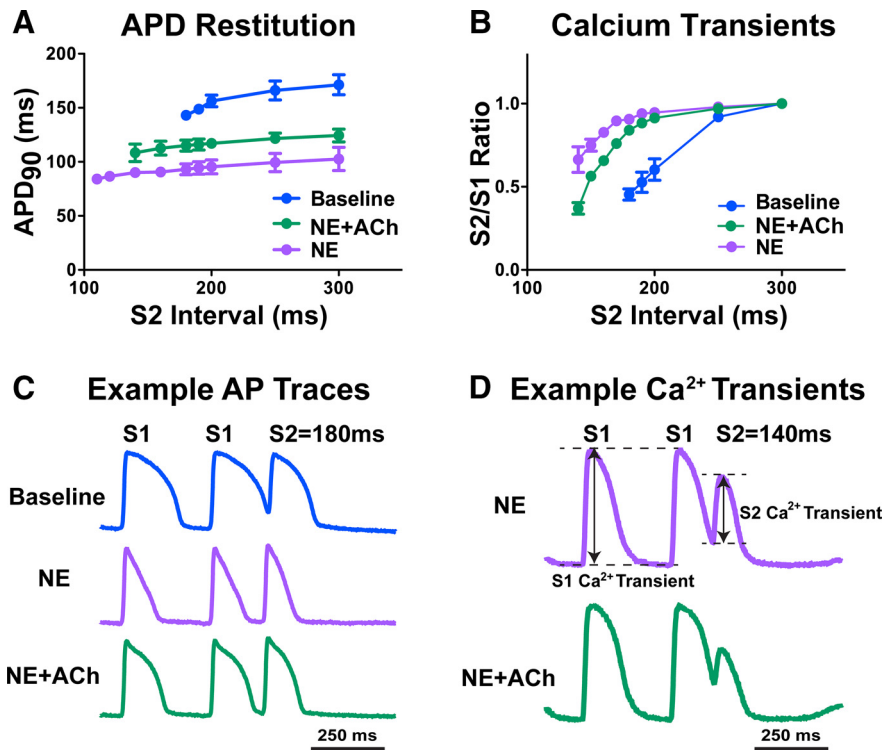 A APD Restitution
200
150
100
50
0
APD90 (ms)
100 200 300
S2 Interval (ms)
Baseline
NE+ACh
NE
B Calcium Transients
1.0
0.5
0.0
S2/S1 Ratio
100 200 300
S2 Interval (ms)
Baseline
NE+ACh
NE
C Example AP Traces
S1 S1 S2=180ms
Baseline
NE
NE+ACh
250 ms
D Example Ca2+ Transients
S1 S1 S2=140ms
NE
S2 Ca2+ Transient
S1 Ca2+ Transient
NE+ACh
250 ms